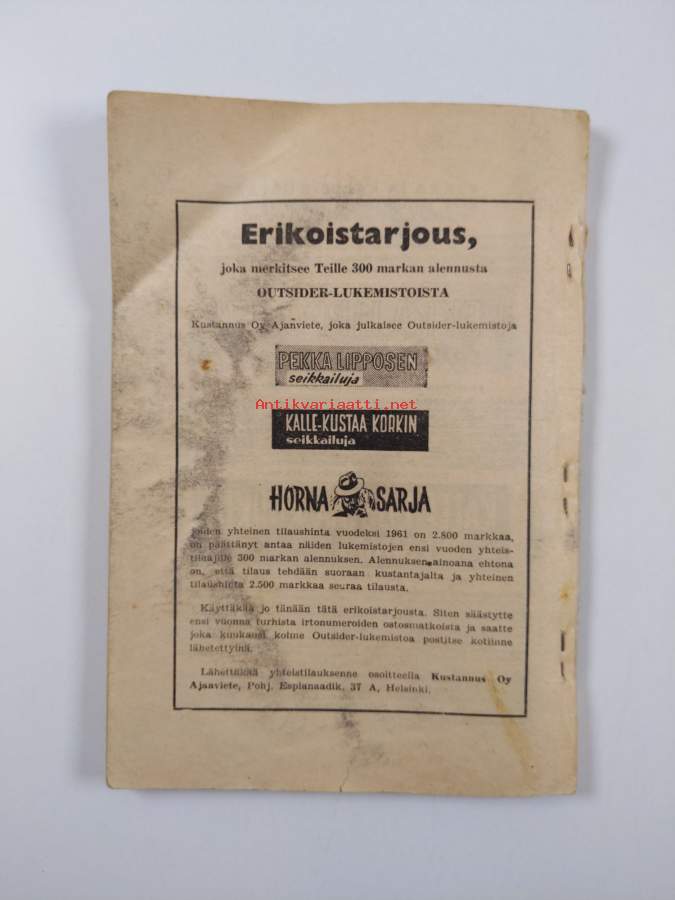 Erikoistarjous,
joka merkitsee Teille 300 markan alennusta
OUTSIDER-LUKEMISTOISTA
Kustannus Oy Ajanviete, joka julkaisee Outsider-lukemistoja
PEKKA LIPPOSEN
seikkailuja
Antikvariaatti.net
KALLE-KUSTAA KORKIN
seikkailuja
HORNA SARJA
joiden yhteinen tilaushinta vuodeksi 1961 on 2.800 markkaa,
on päättänyt antaa näiden lukemistojen ensi vuoden yhteis-
tilaajille 300 markan alennuksen. Alennuksen ainoana ehtona
on, että tilaus tehdään suoraan kustantajalta ja yhteinen
tilaushinta 2.500 markkaa seuraa tilausta.
Käyttäkää jo tänään tätä erikoistarjousta. Siten säästytte
ensi vuonna turhista irtonumeroiden ostosmatkoista ja saatte
joka kuukausi kolme Outsider-lukemistoa postitse kotiinne
lähetettyinä.
Lähettäkää yhteistilauksenne osoitteella Kustannus Oy
Ajanviete, Pohj. Esplanaadik. 37 A, Helsinki.